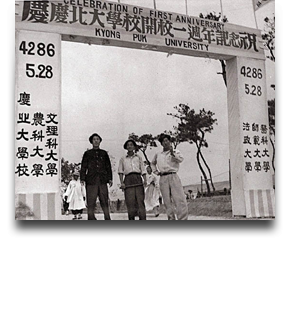 CELEBRATION OF FIRST ANNIVERSARY
慶慶北大學校開校一週年記念祝
KYONG PUK
UNIVERSITY
4286
5.28
文理科大學
農科大學
大學校
4286
5.28
醫科大學
師範大學
法政大學